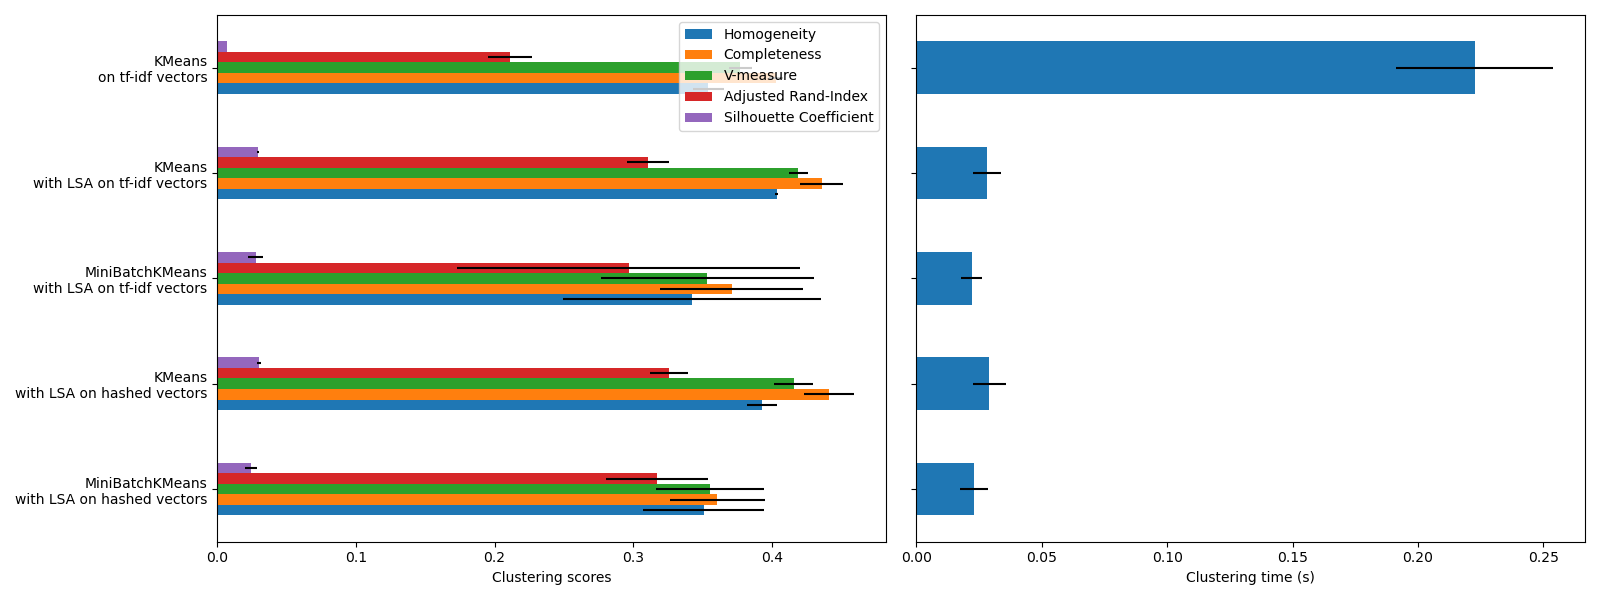 KMeans
on tf-idf vectors
KMeans
with LSA on tf-idf vectors
MiniBatchKMeans
with LSA on tf-idf vectors
KMeans
with LSA on hashed vectors
MiniBatchKMeans
with LSA on hashed vectors
Homogeneity
Completeness
V-measure
Adjusted Rand-Index
Silhouette Coefficient
0.0 0.1 0.2 0.3 0.4
Clustering scores
0.00 0.05 0.10 0.15 0.20 0.25
Clustering time (s)